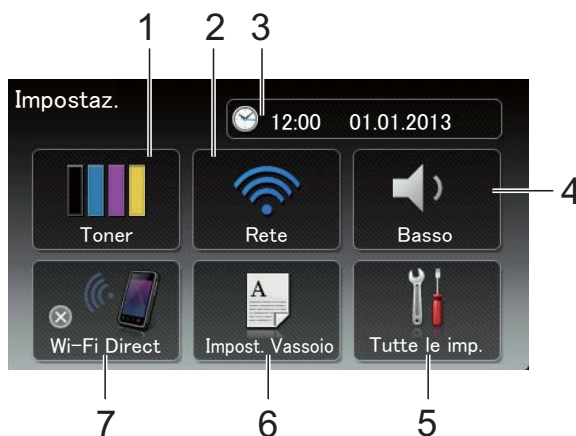 1 2 3
Impostaz.
12:00 01.01.2013
4
Toner Rete Basso
A
Wi-Fi Direct Impost. Vassoio Tutte le imp.
7 6 5